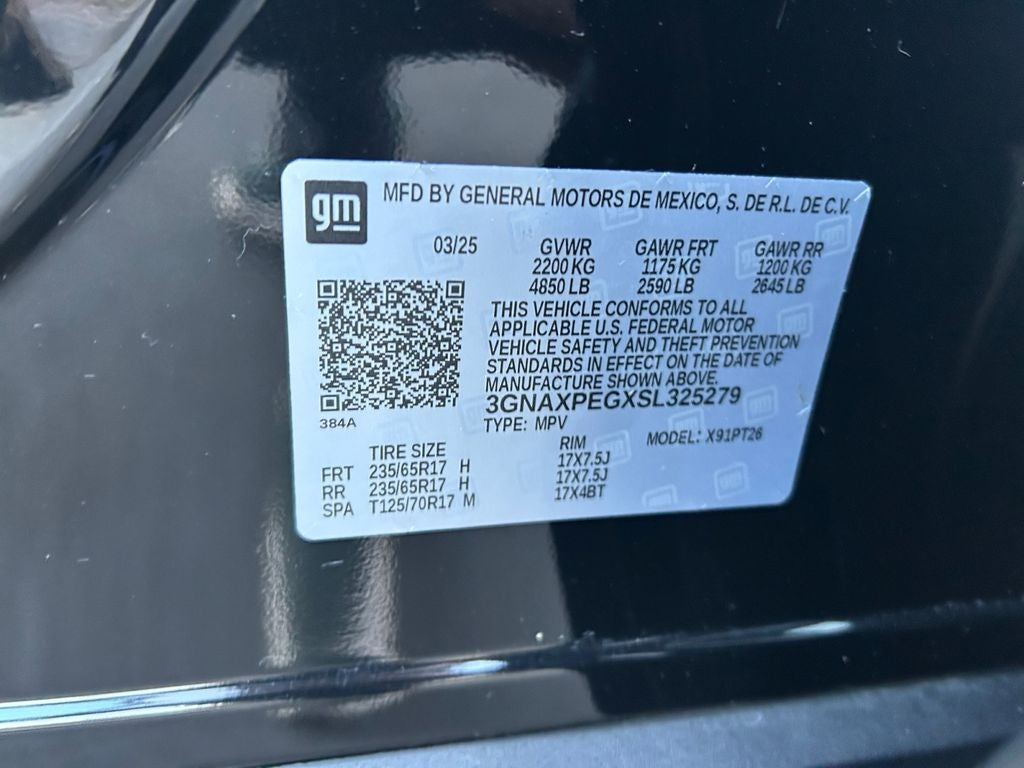 gm
MFD BY GENERAL MOTORS DE MEXICO, S. DE R.L. DE C.V.
03/25 GVWR GAWR FRT GAWR RR
2200 KG 1175 KG 1200 KG
4850 LB 2590 LB 2645 LB
THIS VEHICLE CONFORMS TO ALL
APPLICABLE U.S. FEDERAL MOTOR
VEHICLE SAFETY AND THEFT PREVENTION
STANDARDS IN EFFECT ON THE DATE OF
MANUFACTURE SHOWN ABOVE.
3GNAXPEGXSL325279
384A
TYPE: MPV MODEL: X91PT26
TIRE SIZE RIM
FRT 235/65R17 H 17X7.5J
RR 235/65R17 H 17X7.5J
SPA T125/70R17 M 17X4BT